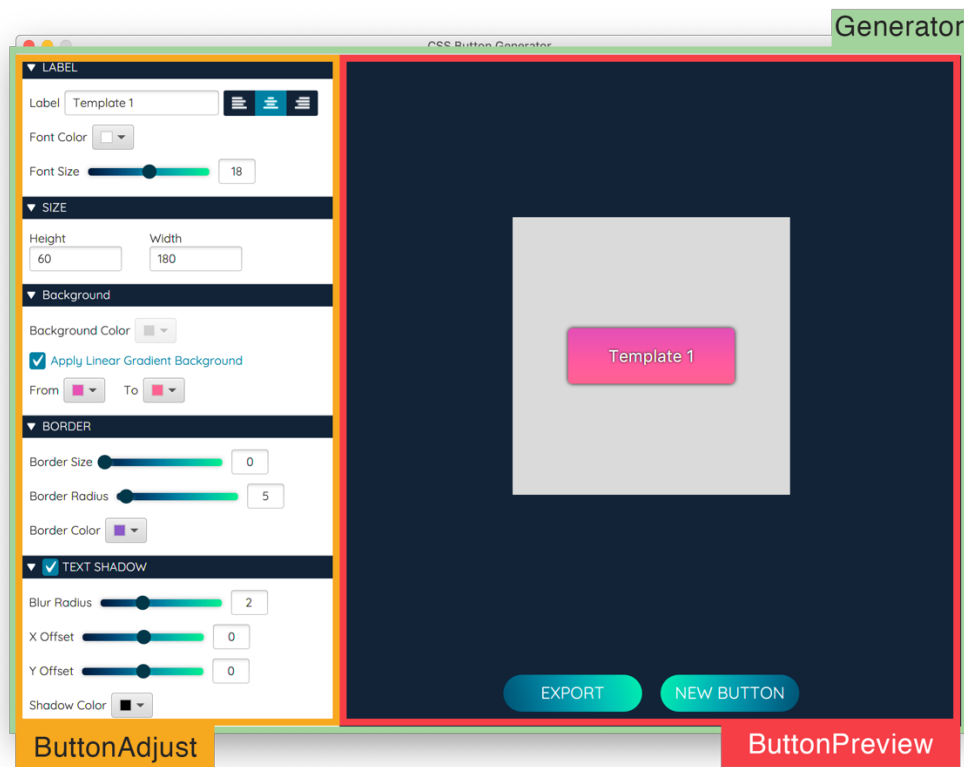 Generator
CSS Button Generator
LABEL
Label Template 1
Font Color
Font Size 18
SIZE
Height Width
60 180
Background
Background Color
Apply Linear Gradient Background
From To
BORDER
Border Size 0
Border Radius 5
Border Color
TEXT SHADOW
Blur Radius 2
X Offset 0
Y Offset 0
Shadow Color
Template 1
EXPORT NEW BUTTON
ButtonAdjust
ButtonPreview